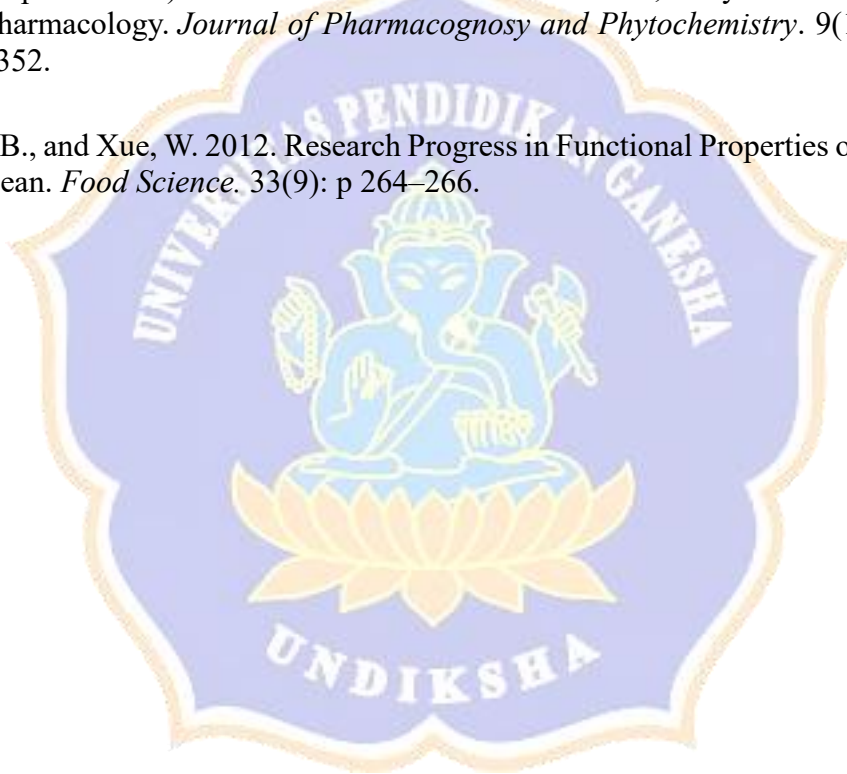 harmacology. Journal of Pharmacognosy and Phytochemistry. 9(1
352.
B., and Xue, W. 2012. Research Progress in Functional Properties o
ean. Food Science. 33(9): p 264–266.
UNIVERSITAS PENDIDIKAN GANESHA
UNDIKSHA